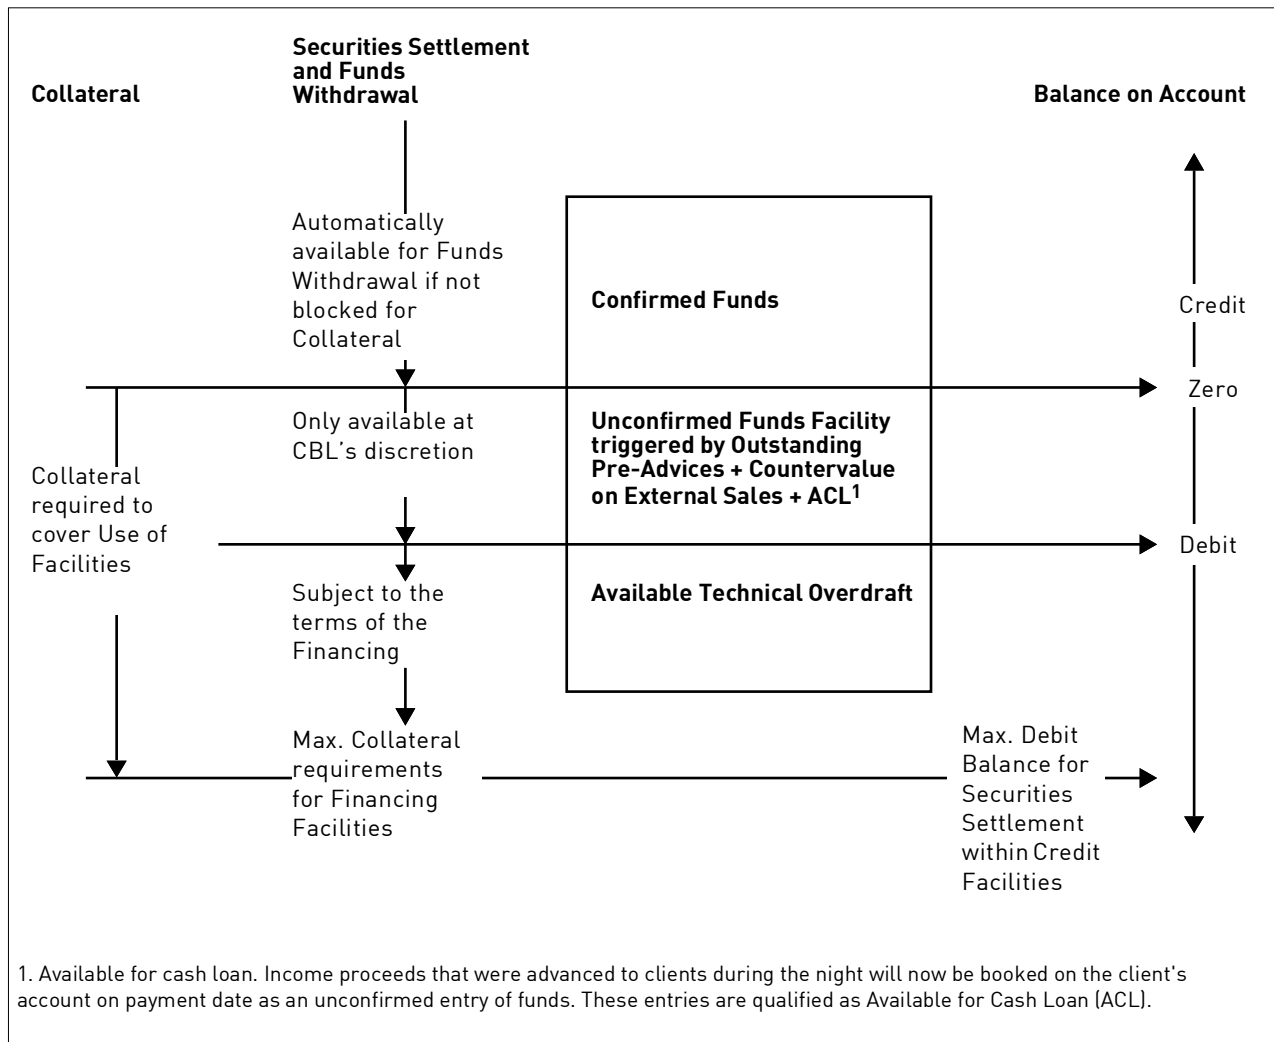 Securities Settlement
and Funds
Withdrawal
Collateral
Balance on Account
Automatically
available for Funds
Withdrawal if not
blocked for
Collateral
Confirmed Funds
Credit
Zero
Only available at
CBL's discretion
Unconfirmed Funds Facility
triggered by Outstanding
Pre-Advices + Countervalue
on External Sales + ACL1
Collateral
required to
cover Use of
Facilities
Debit
Subject to the
terms of the
Financing
Available Technical Overdraft
Max. Collateral
requirements
for Financing
Facilities
Max. Debit
Balance for
Securities
Settlement
within Credit
Facilities
1. Available for cash loan. Income proceeds that were advanced to clients during the night will now be booked on the client's
account on payment date as an unconfirmed entry of funds. These entries are qualified as Available for Cash Loan (ACL).